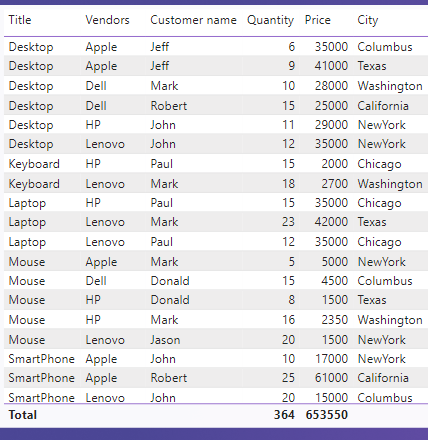 Title Vendors Customer name Quantity Price City
Desktop Apple Jeff 6 35000 Columbus
Desktop Apple Jeff 9 41000 Texas
Desktop Dell Mark 10 28000 Washington
Desktop Dell Robert 15 25000 California
Desktop HP John 11 29000 NewYork
Desktop Lenovo John 12 35000 NewYork
Keyboard HP Paul 15 2000 Chicago
Keyboard Lenovo Mark 18 2700 Washington
Laptop HP Paul 15 35000 Chicago
Laptop Lenovo Mark 23 42000 Texas
Laptop Lenovo Paul 12 35000 Chicago
Mouse Apple Mark 5 5000 NewYork
Mouse Dell Donald 15 4500 Columbus
Mouse HP Donald 8 1500 Texas
Mouse HP Mark 16 2350 Washington
Mouse Lenovo Jason 20 1500 NewYork
SmartPhone Apple John 10 17000 NewYork
SmartPhone Apple Robert 25 61000 California
SmartPhone Lenovo John 20 15000 Columbus
Total 364 653550